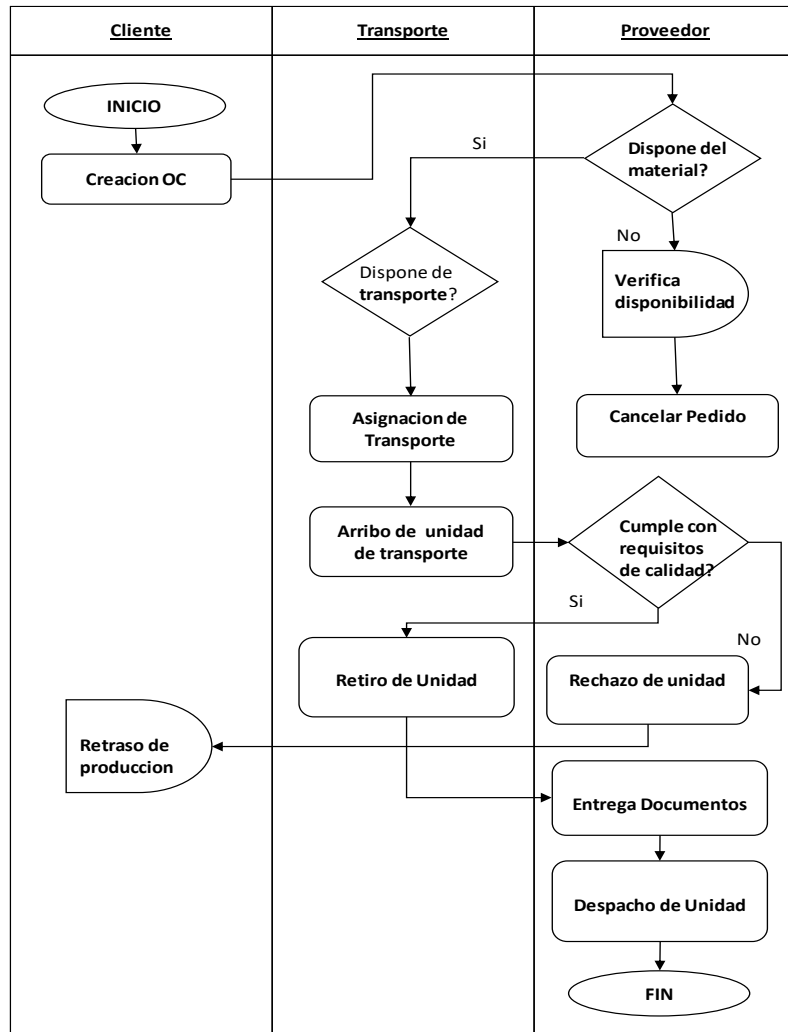 Cliente
Transporte
Proveedor
INICIO
Creacion OC
Si
Dispone del
material?
No
Dispone de
transporte?
Verifica
disponibilidad
Asignacion de
Transporte
Cancelar Pedido
Arribo de unidad
de transporte
Cumple con
requisitos
de calidad?
Si
No
Retiro de Unidad
Rechazo de unidad
Retraso de
produccion
Entrega Documentos
Despacho de Unidad
FIN